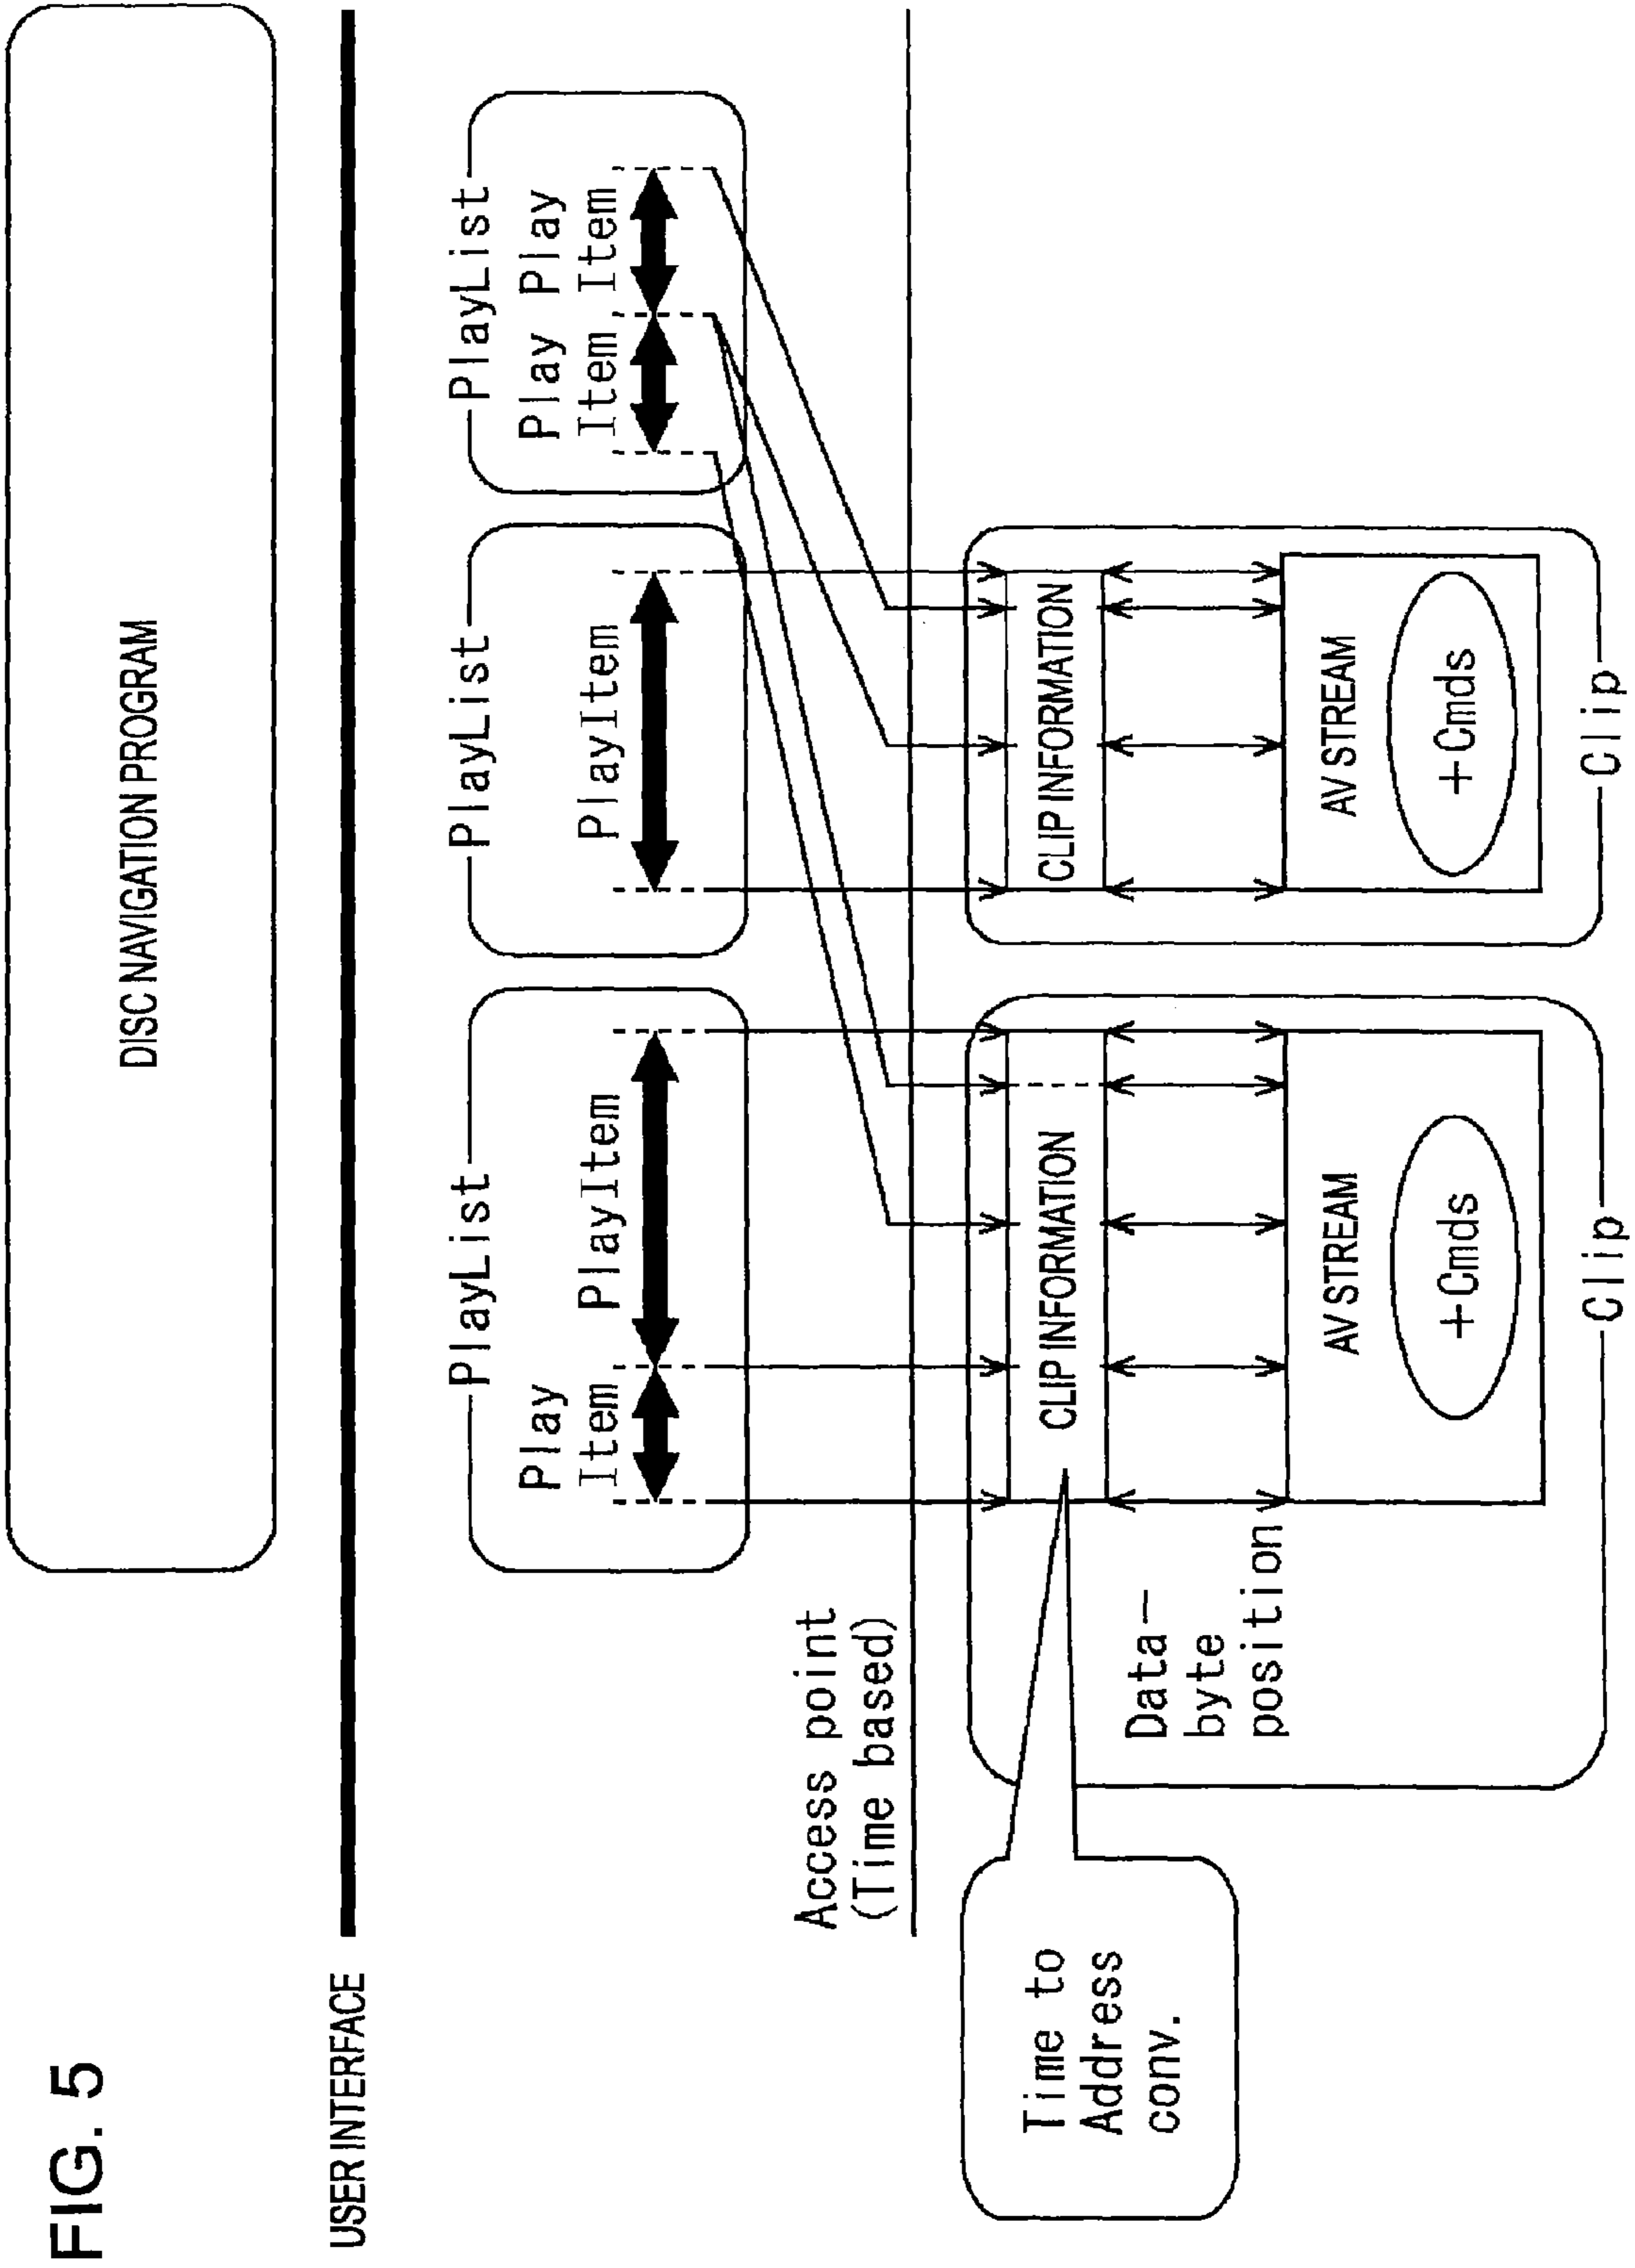 FIG. 5
DISC NAVIGATION PROGRAM
USER INTERFACE
PlayList
Play
Item
PlayItem
PlayList
PlayItem
PlayList
Play Play
Item Item
Access point
(Time based)
Time to
Address
conv.
CLIP INFORMATION
Data-
byte
position
AV STREAM
+Cmds
Clip
CLIP INFORMATION
AV STREAM
+Cmds
Clip